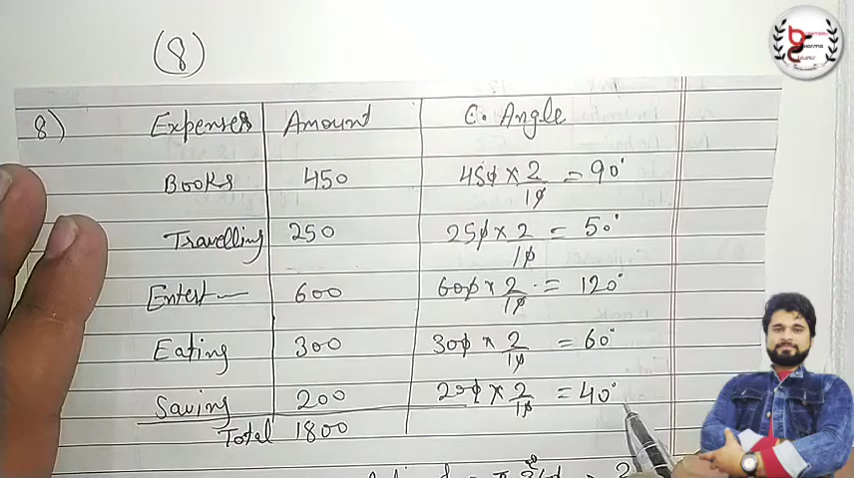 (8)
8) Expenses Amount C. Angle
Books 450 450 × 2/10 = 90°
Travelling 250 250 × 2/10 = 50°
Entert — 600 600 × 2/10 = 120°
Eating 300 300 × 2/10 = 60°
Saving 200 200 × 2/10 = 40°
Total 1800